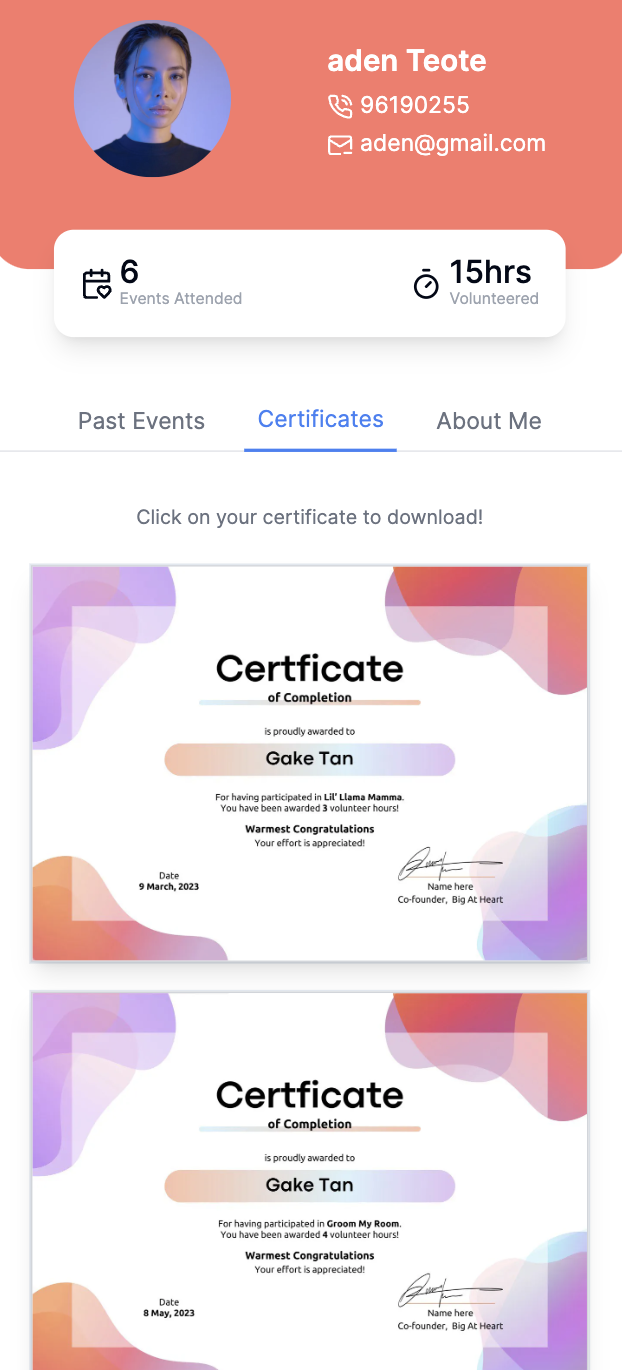 aden Teote
96190255
aden@gmail.com
6
Events Attended
15hrs
Volunteered
Past Events
Certificates
About Me
Click on your certificate to download!
Certficate
of Completion
is proudly awarded to
Gake Tan
For having participated in Lil' Llama Mamma.
You have been awarded 3 volunteer hours!
Warmest Congratulations
Your effort is appreciated!
Date
9 March, 2023
Name here
Co-founder, Big At Heart
Certficate
of Completion
is proudly awarded to
Gake Tan
For having participated in Groom My Room.
You have been awarded 4 volunteer hours!
Warmest Congratulations
Your effort is appreciated!
Date
8 May, 2023
Name here
Co-founder, Big At Heart